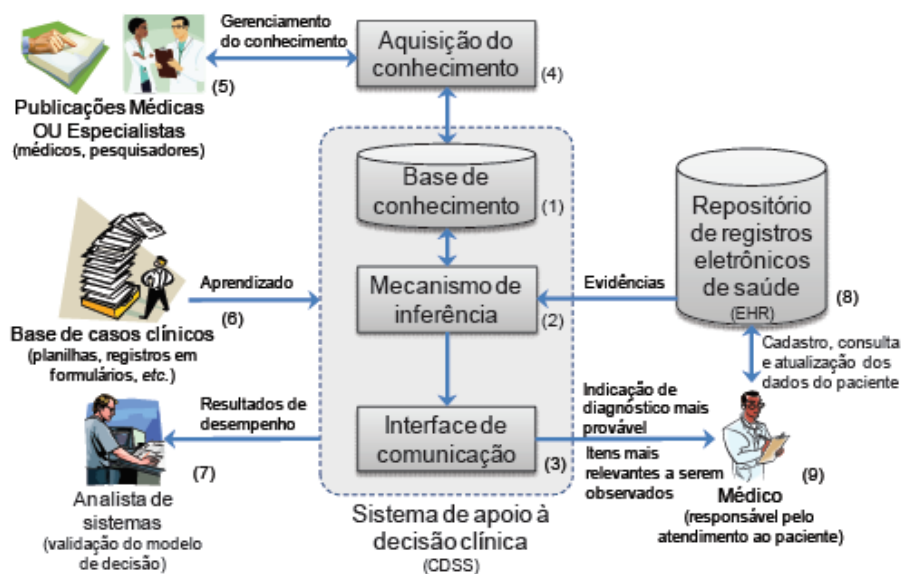 Gerenciamento
do conhecimento
Aquisição do
conhecimento
(4)
(5)
Publicações Médicas
OU Especialistas
(médicos, pesquisadores)
Base de
conhecimento
(1)
Repositório
de registros
eletrônicos
de saúde
(EHR)
(8)
Aprendizado
(6)
Mecanismo de
inferência
(2)
Evidências
Base de casos clínicos
(planilhas, registros em
formulários, etc.)
Cadastro, consulta
e atualização dos
dados do paciente
Resultados de
desempenho
(7)
Interface de
comunicação
(3)
Indicação de
diagnóstico mais
provável
Itens mais
relevantes a serem
observados
(9)
Analista de
sistemas
(validação do modelo
de decisão)
Sistema de apoio à
decisão clínica
(CDSS)
Médico
(responsável pelo
atendimento ao paciente)